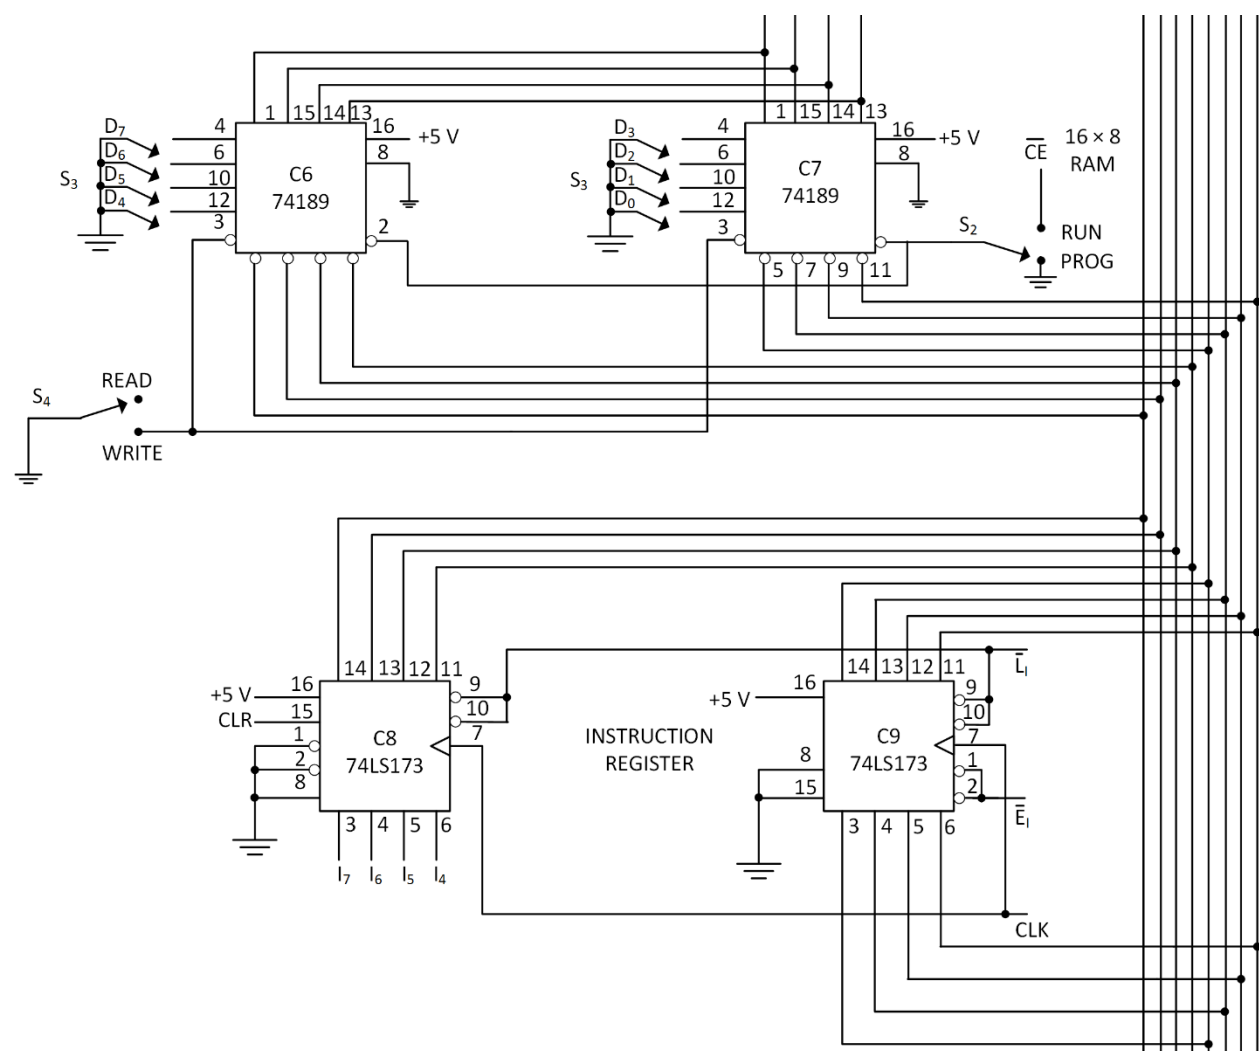 1 15 14 13
1 15 14 13
D7 4 16 +5 V
D6 6 8
S3 D5 10 C6 74189
D4 12
3 2
D3 4 16 +5 V
D2 6 8
S3 D1 10 C7 74189
D0 12
3
5 7 9 11
C̅E̅
16 × 8
RAM
S2
RUN
PROG
READ
S4
WRITE
14 13 12 11
+5 V 16 9
CLR 15 10
1 7
2
8
C8
74LS173
3 4 5 6
I7 I6 I5 I4
INSTRUCTION
REGISTER
14 13 12 11
L̅I
+5 V 16 9
10
7
8 1
15 2
C9
74LS173
E̅I
3 4 5 6
CLK